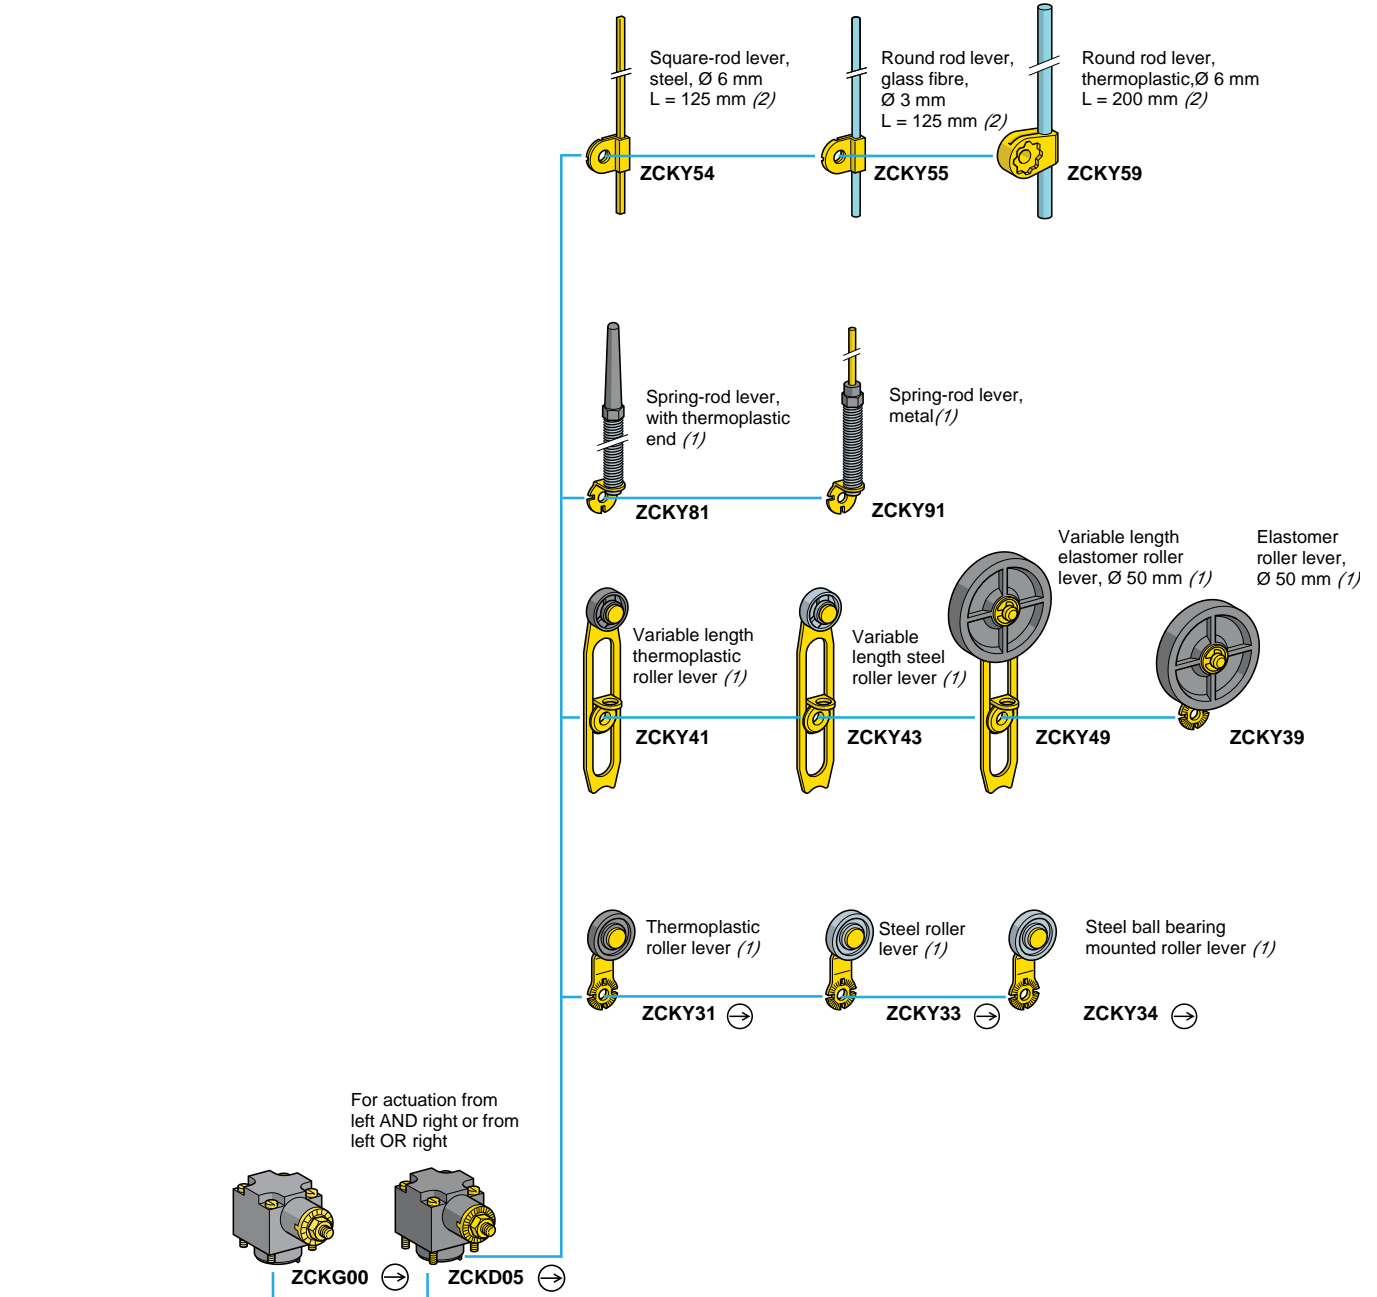 Square-rod lever,
steel, Ø 6 mm
L = 125 mm (2)
ZCKY54
Round rod lever,
glass fibre,
Ø 3 mm
L = 125 mm (2)
ZCKY55
Round rod lever,
thermoplastic,Ø 6 mm
L = 200 mm (2)
ZCKY59
Spring-rod lever,
with thermoplastic
end (1)
ZCKY81
Spring-rod lever,
metal(1)
ZCKY91
Variable length
thermoplastic
roller lever (1)
ZCKY41
Variable
length steel
roller lever (1)
ZCKY43
Variable length
elastomer roller
lever, Ø 50 mm (1)
ZCKY49
Elastomer
roller lever,
Ø 50 mm (1)
ZCKY39
Thermoplastic
roller lever (1)
ZCKY31
Steel roller
lever (1)
ZCKY33
Steel ball bearing
mounted roller lever (1)
ZCKY34
For actuation from
left AND right or from
left OR right
ZCKG00
ZCKD05